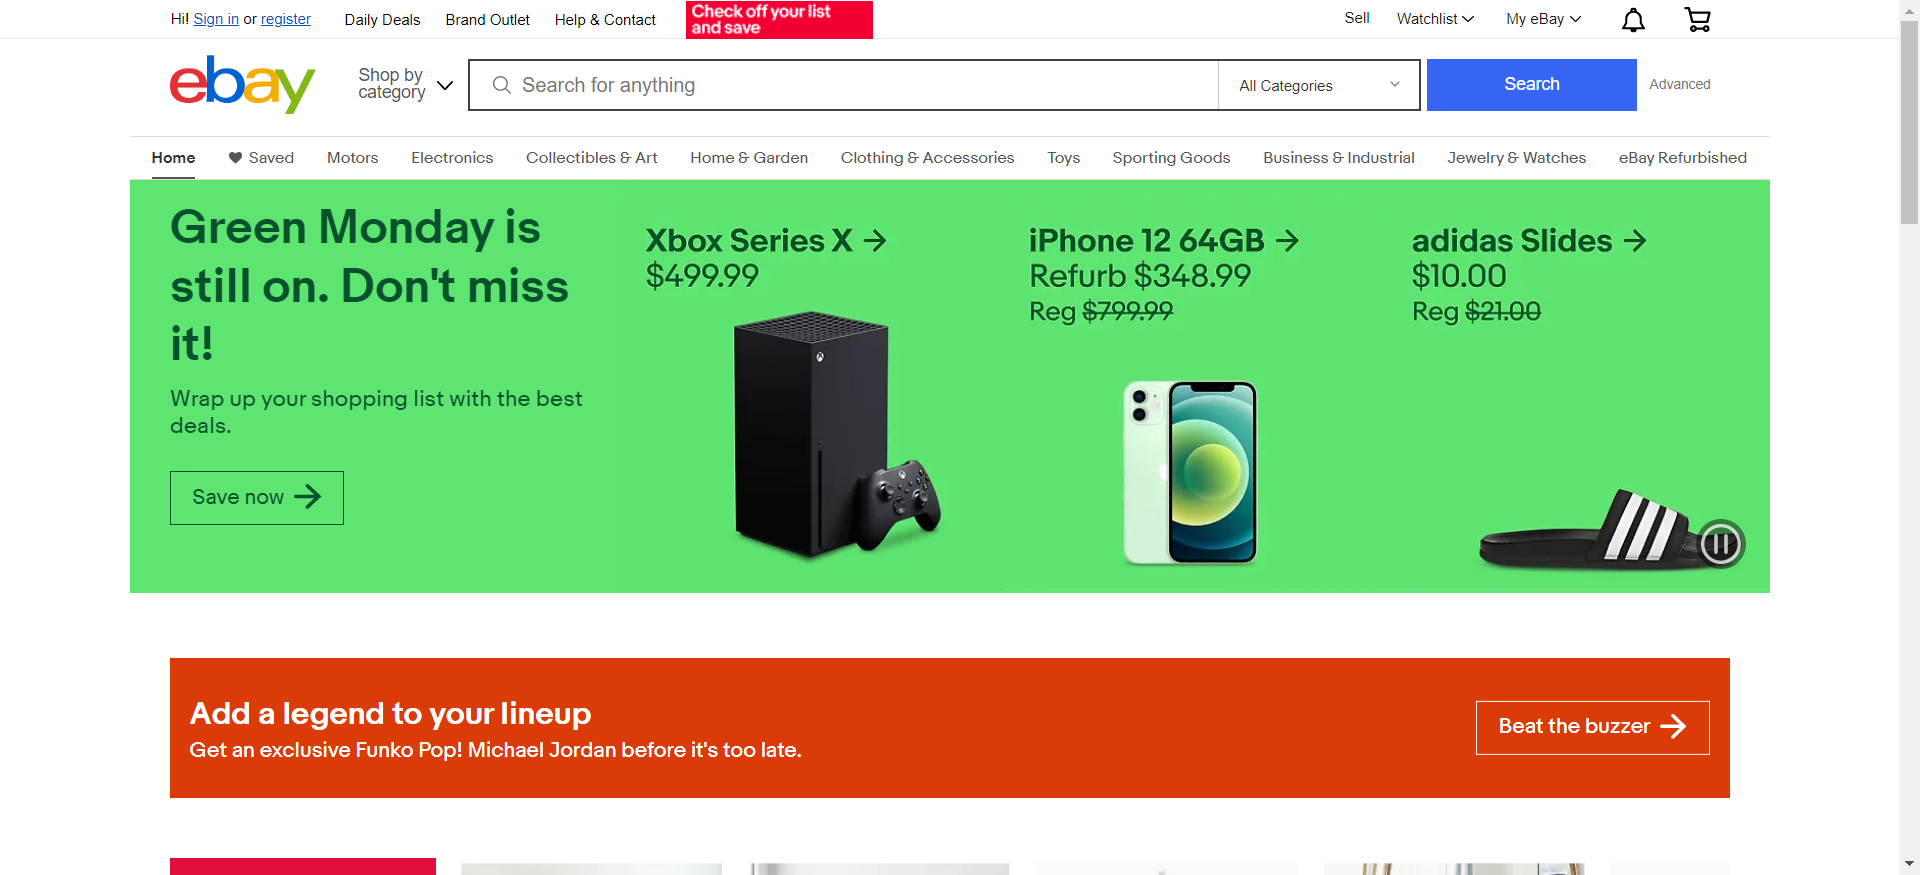 Hi! Sign in or register
Daily Deals
Brand Outlet
Help & Contact
Check off your list
and save
Sell
Watchlist
My eBay
ebay
Shop by
category
Search for anything
All Categories
Search
Advanced
Home
Saved
Motors
Electronics
Collectibles & Art
Home & Garden
Clothing & Accessories
Toys
Sporting Goods
Business & Industrial
Jewelry & Watches
eBay Refurbished
Green Monday is
still on. Don't miss
it!
Wrap up your shopping list with the best
deals.
Save now
Xbox Series X
$499.99
iPhone 12 64GB
Refurb $348.99
Reg $799.99
adidas Slides
$10.00
Reg $21.00
Add a legend to your lineup
Get an exclusive Funko Pop! Michael Jordan before it's too late.
Beat the buzzer